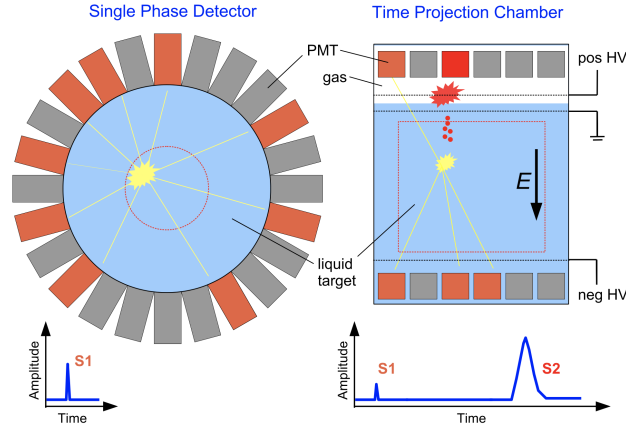 Single Phase Detector
Time Projection Chamber
PMT
gas
pos HV
E
liquid
target
neg HV
S1
Amplitude
Time
S1
S2
Amplitude
Time